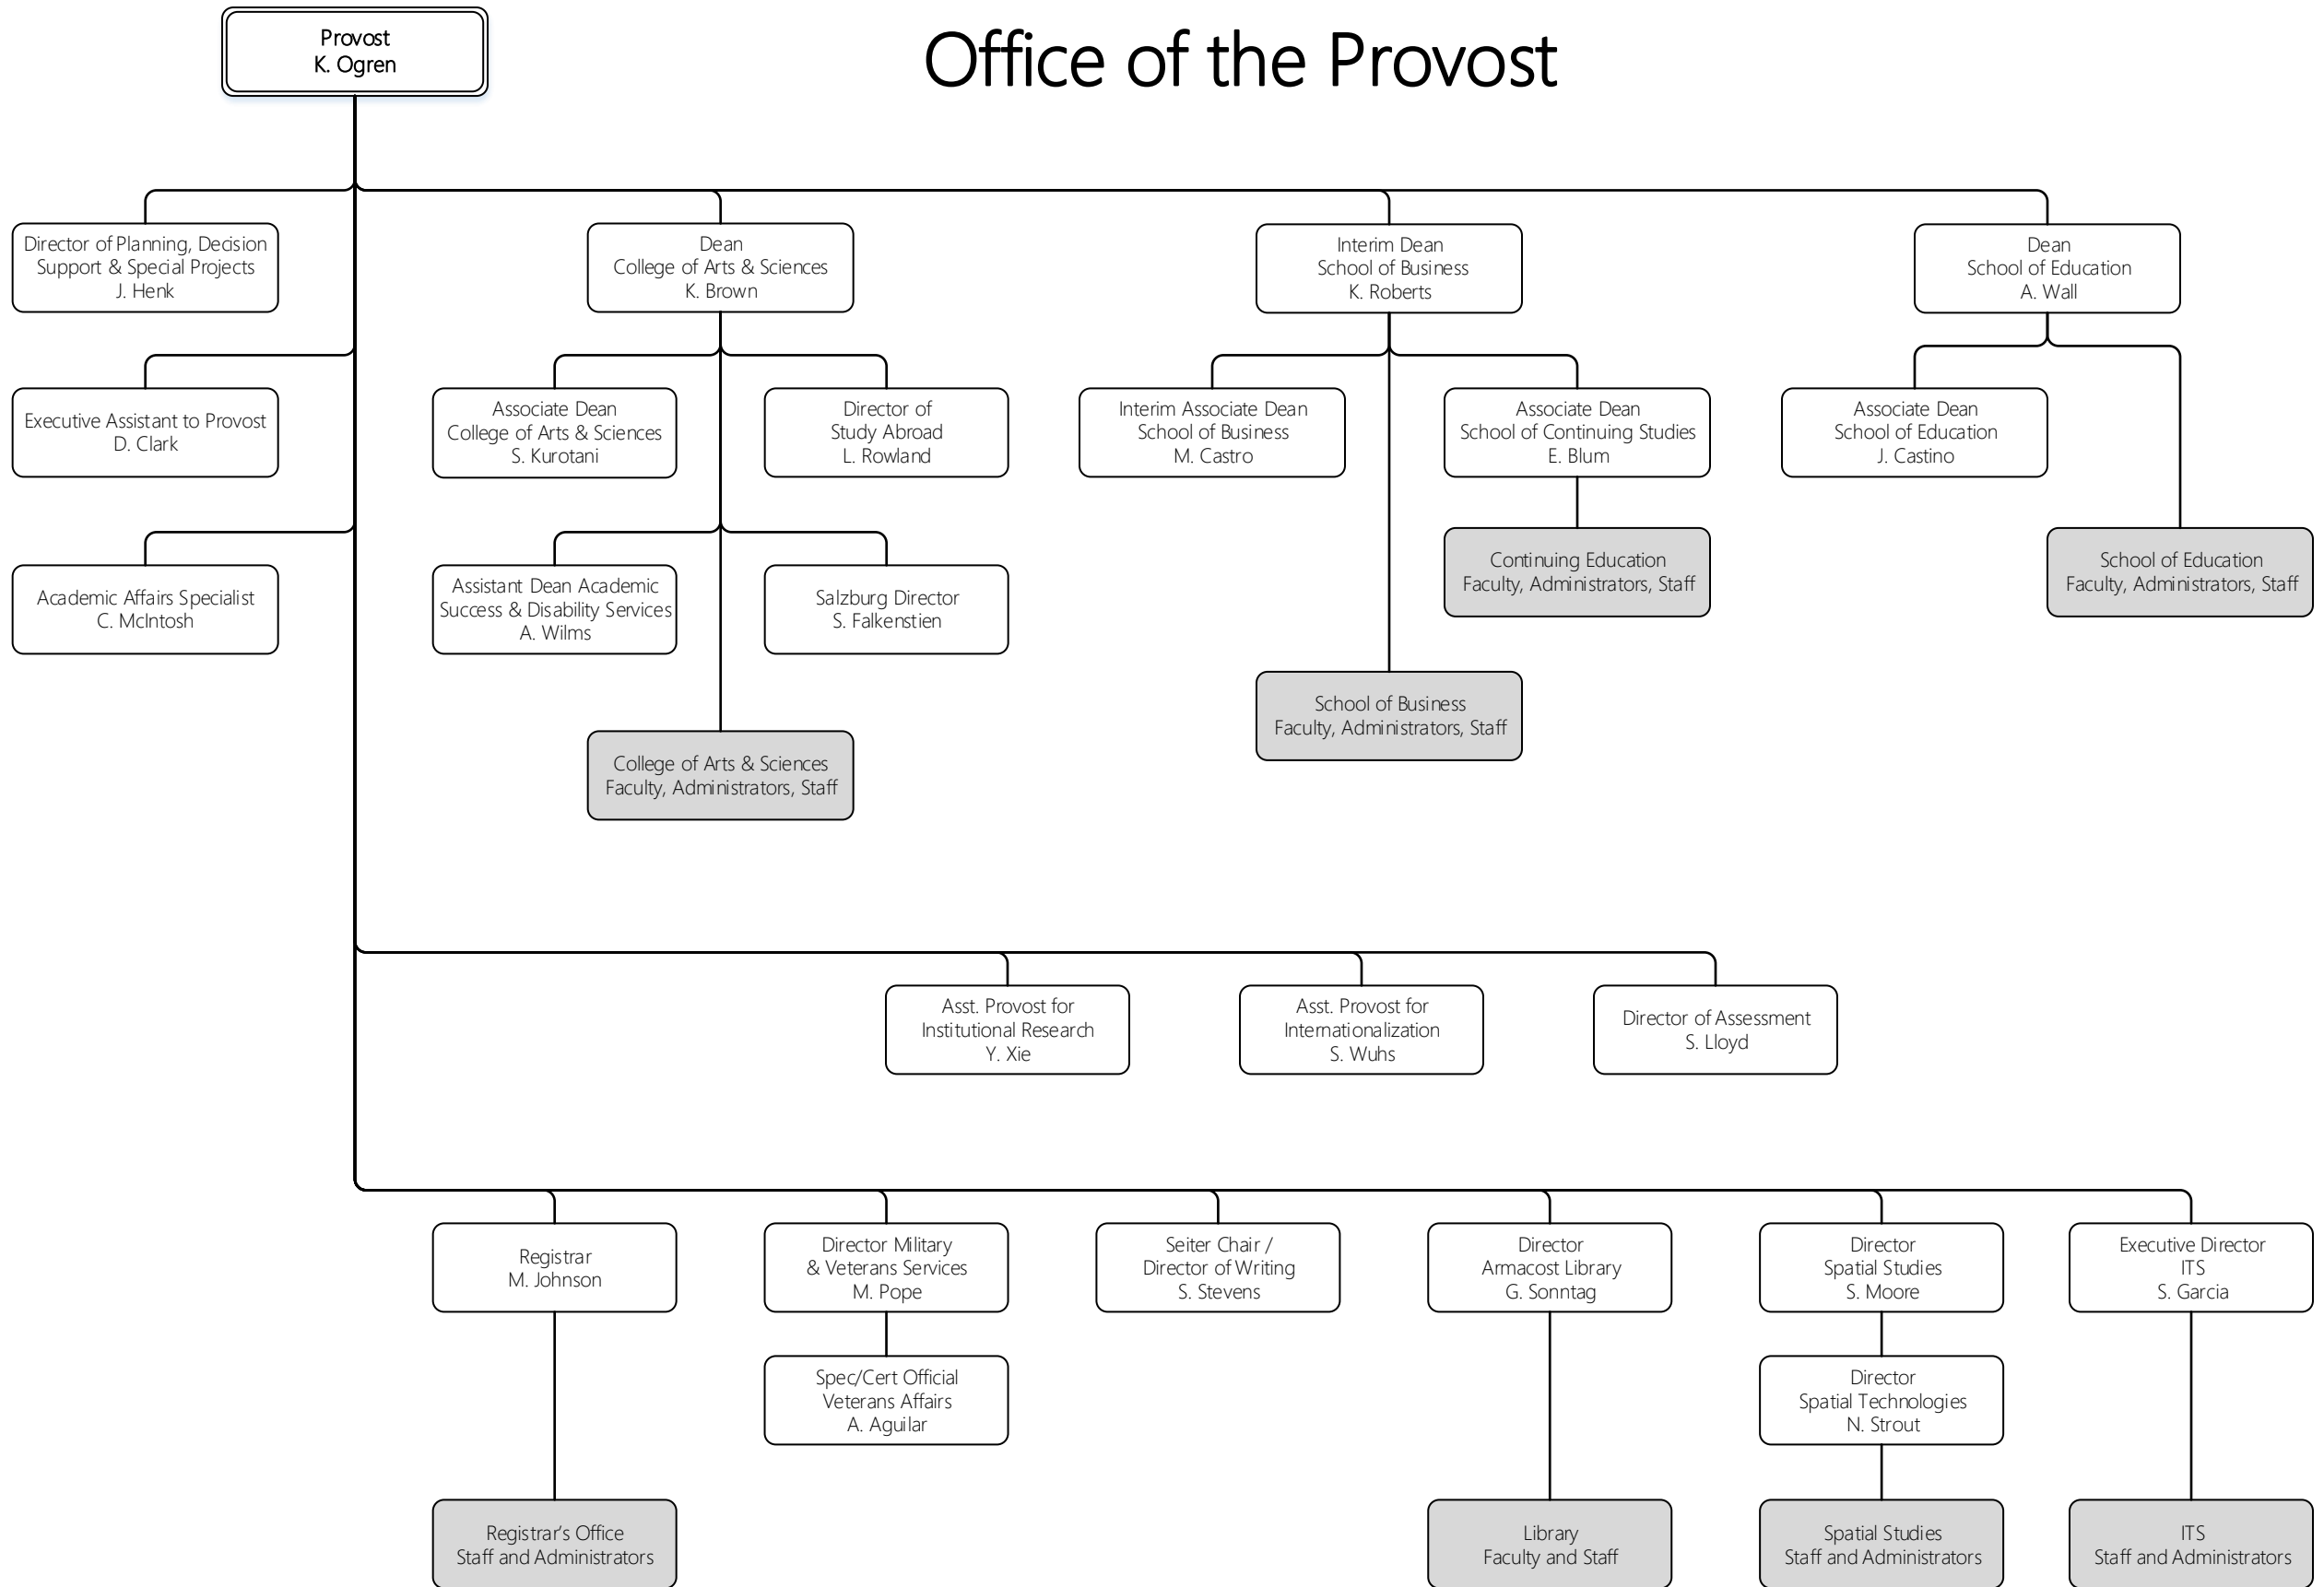 Provost
K. Ogren
Office of the Provost
Director of Planning, Decision
Support & Special Projects
J. Henk
Dean
College of Arts & Sciences
K. Brown
Interim Dean
School of Business
K. Roberts
Dean
School of Education
A. Wall
Executive Assistant to Provost
D. Clark
Associate Dean
College of Arts & Sciences
S. Kurotani
Director of
Study Abroad
L. Rowland
Interim Associate Dean
School of Business
M. Castro
Associate Dean
School of Continuing Studies
E. Blum
Associate Dean
School of Education
J. Castino
Continuing Education
Faculty, Administrators, Staff
School of Education
Faculty, Administrators, Staff
Academic Affairs Specialist
C. McIntosh
Assistant Dean Academic
Success & Disability Services
A. Wilms
Salzburg Director
S. Falkenstien
School of Business
Faculty, Administrators, Staff
College of Arts & Sciences
Faculty, Administrators, Staff
Asst. Provost for
Institutional Research
Y. Xie
Asst. Provost for
Internationalization
S. Wuhs
Director of Assessment
S. Lloyd
Registrar
M. Johnson
Director Military
& Veterans Services
M. Pope
Seiter Chair /
Director of Writing
S. Stevens
Director
Armacost Library
G. Sonntag
Director
Spatial Studies
S. Moore
Executive Director
ITS
S. Garcia
Spec/Cert Official
Veterans Affairs
A. Aguilar
Director
Spatial Technologies
N. Strout
Registrar's Office
Staff and Administrators
Library
Faculty and Staff
Spatial Studies
Staff and Administrators
ITS
Staff and Administrators